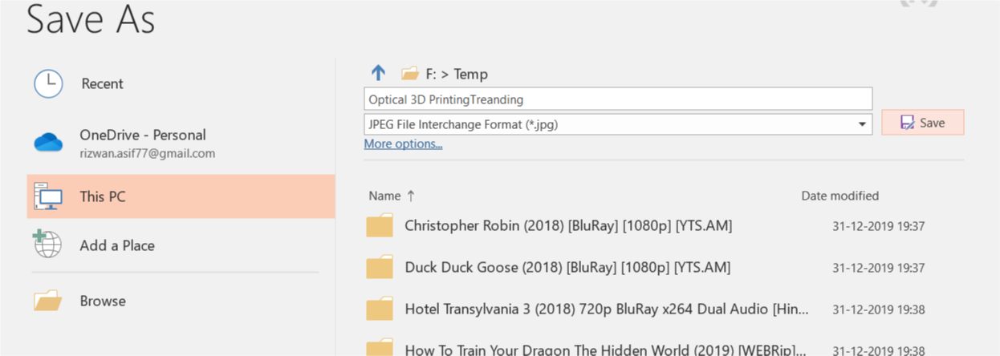 Save As
Recent
OneDrive - Personal
rizwan.asif77@gmail.com
This PC
Add a Place
Browse
F: > Temp
Optical 3D PrintingTreanding
JPEG File Interchange Format (*.jpg)
Save
More options...
Name ↑ Date modified
Christopher Robin (2018) [BluRay] [1080p] [YTS.AM] 31-12-2019 19:37
Duck Duck Goose (2018) [BluRay] [1080p] [YTS.AM] 31-12-2019 19:37
Hotel Transylvania 3 (2018) 720p BluRay x264 Dual Audio [Hin... 31-12-2019 19:38
How To Train Your Dragon The Hidden World (2019) [WEBRip]... 31-12-2019 19:38